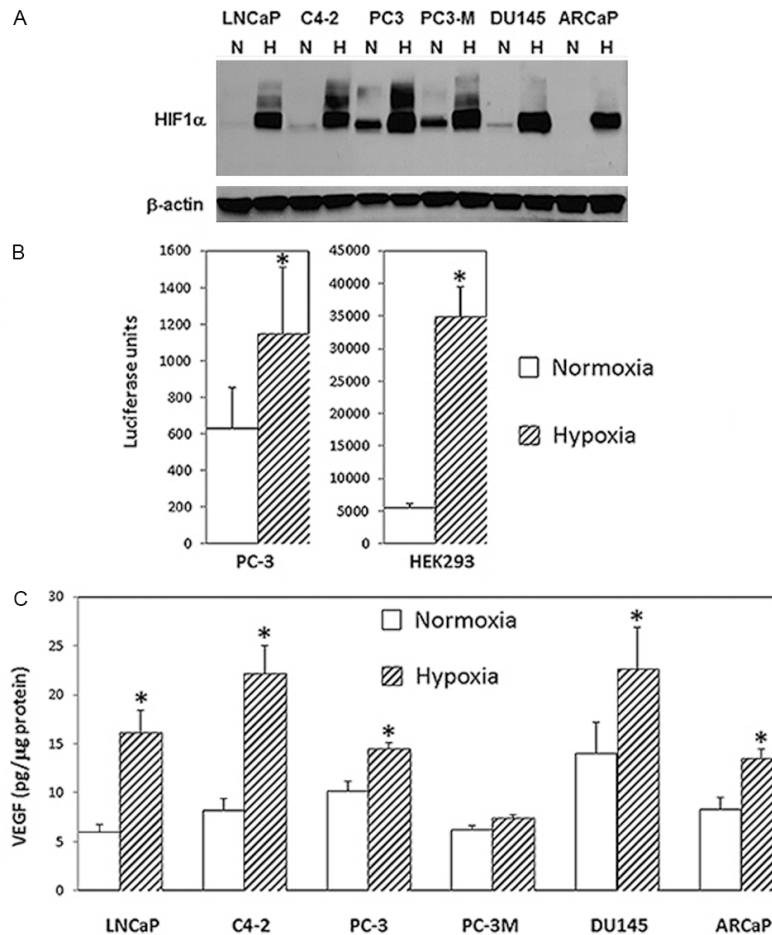 A
LNCaP C4-2 PC3 PC3-M DU145 ARCaP
N H N H N H N H N H N H
HIF1α
β-actin
B
1600
1400
1200
1000
800
600
400
200
0
Luciferase units
*
PC-3
45000
40000
35000
30000
25000
20000
15000
10000
5000
0
*
HEK293
Normoxia
Hypoxia
C
30
25
20
15
10
5
0
VEGF (pg/µg protein)
Normoxia
Hypoxia
* * * * *
LNCaP C4-2 PC-3 PC-3M DU145 ARCaP